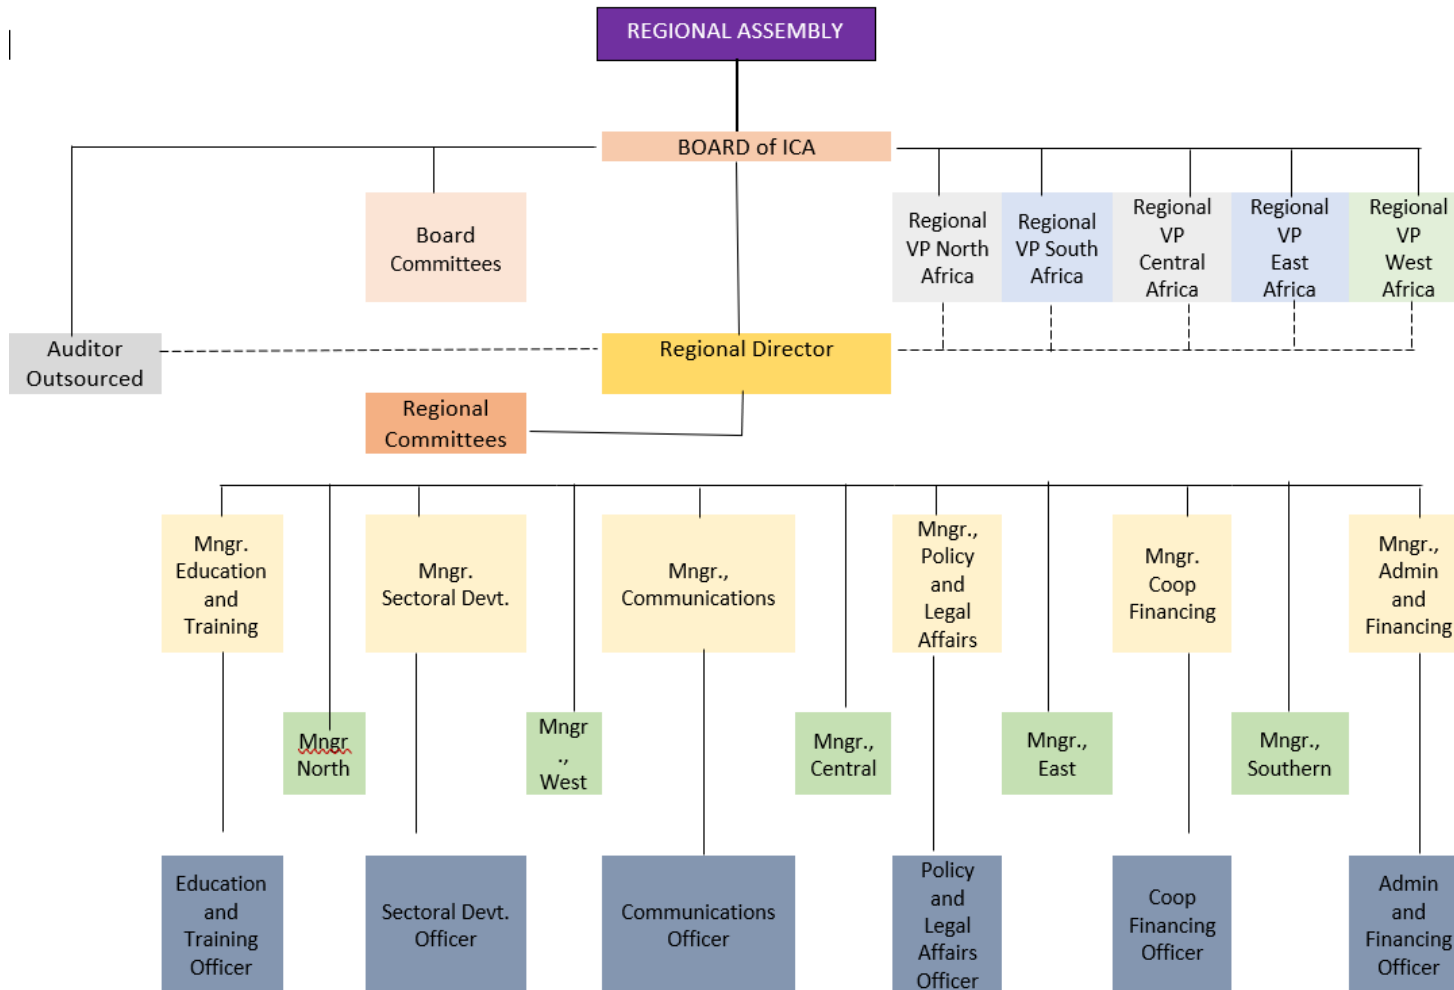 REGIONAL ASSEMBLY
BOARD of ICA
Board
Committees
Regional
VP North
Africa
Regional
VP South
Africa
Regional
VP
Central
Africa
Regional
VP
East
Africa
Regional
VP
West
Africa
Auditor
Outsourced
Regional Director
Regional
Committees
Mngr.
Education
and
Training
Mngr.
Sectoral Devt.
Mngr.,
Communications
Mngr.,
Policy
and
Legal
Affairs
Mngr.
Coop
Financing
Mngr.,
Admin
and
Financing
Mngr
North
Mngr
.,
West
Mngr.,
Central
Mngr.,
East
Mngr.,
Southern
Education
and
Training
Officer
Sectoral Devt.
Officer
Communications
Officer
Policy
and
Legal
Affairs
Officer
Coop
Financing
Officer
Admin
and
Financing
Officer